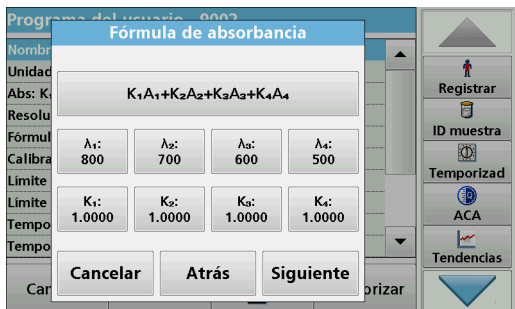 Programa del usuario 9002
Fórmula de absorbancia
Nombr
Unidad
Abs: K₁
Resolu
Fórmul
Calibra
Límite
Límite
Tempo
Tempo
K₁A₁+K₂A₂+K₃A₃+K₄A₄
λ₁: 800
λ₂: 700
λ₃: 600
λ₄: 500
K₁: 1.0000
K₂: 1.0000
K₃: 1.0000
K₄: 1.0000
Cancelar
Atrás
Siguiente
Can
orizar
Registrar
ID muestra
Temporizad
ACA
Tendencias